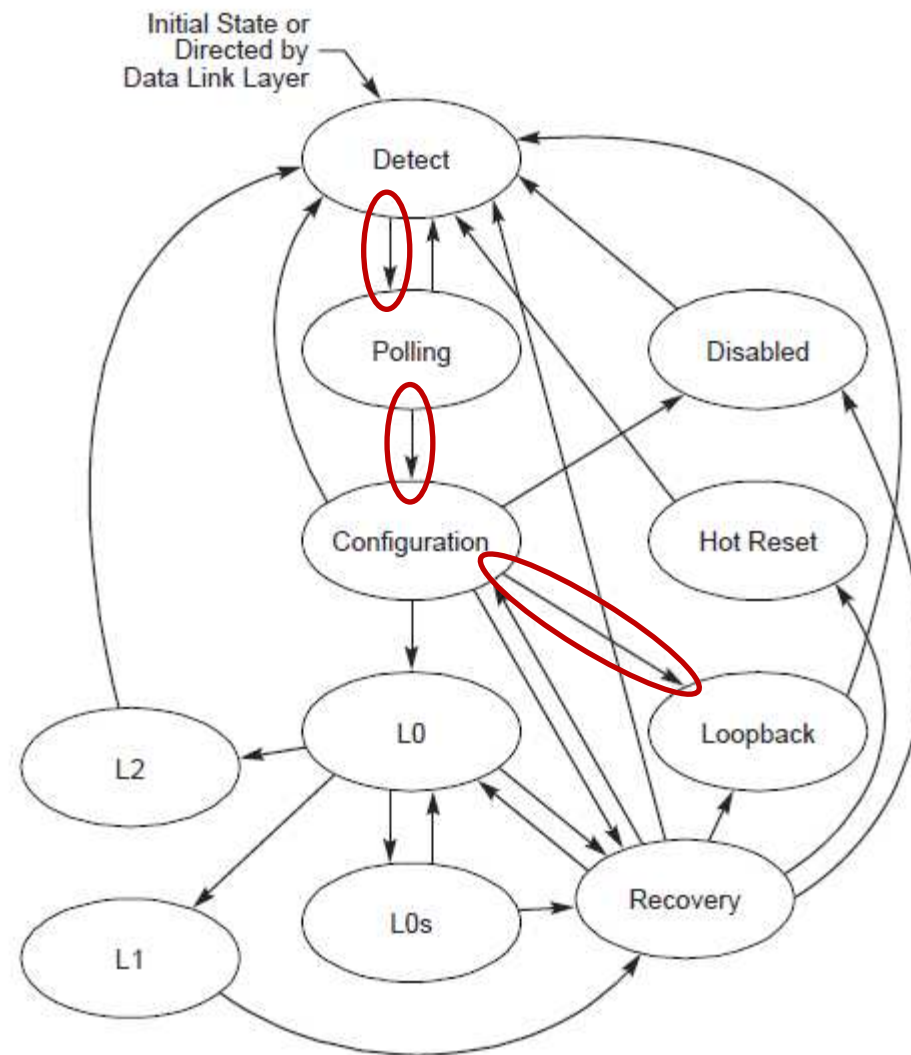 Initial State or
Directed by
Data Link Layer
Detect
Polling
Disabled
Configuration
Hot Reset
L0
Loopback
L2
Recovery
L0s
L1